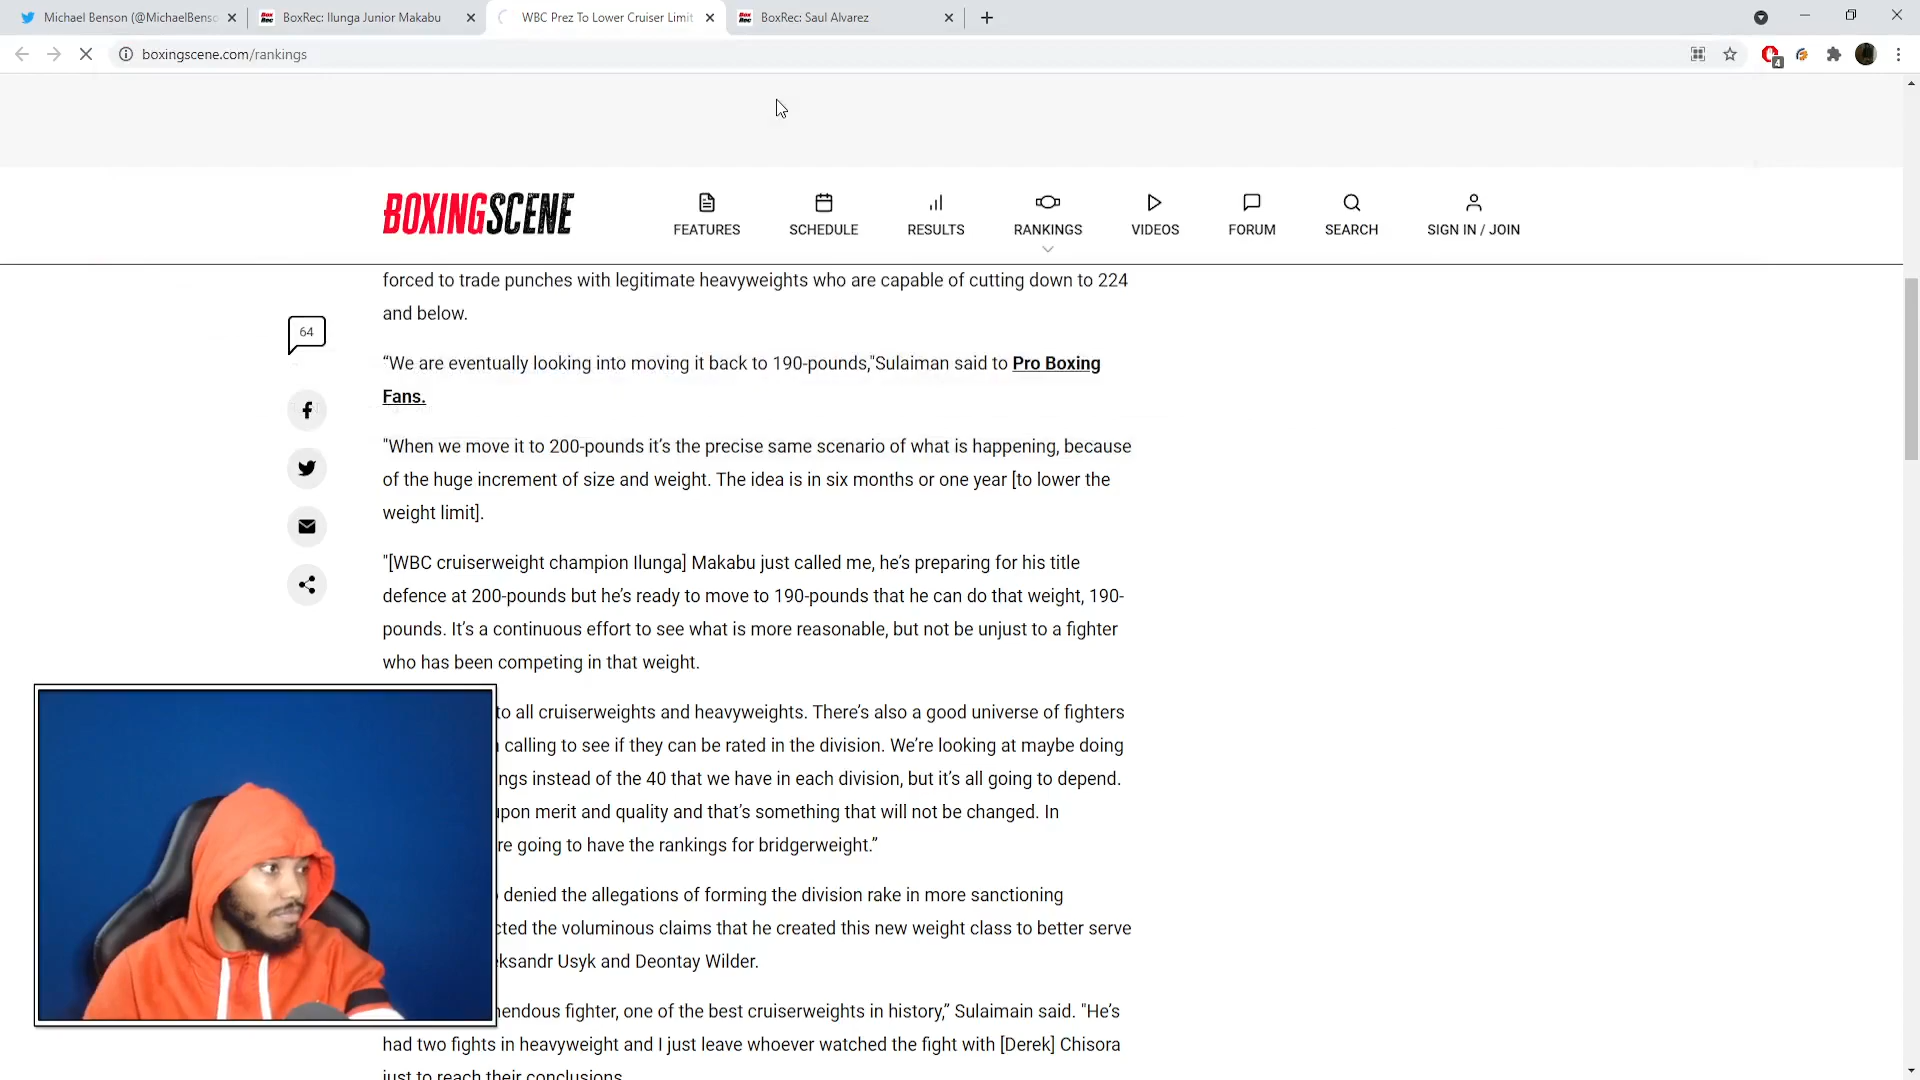 Michael Benson (@MichaelBenso
BoxRec: Ilunga Junior Makabu
WBC Prez To Lower Cruiser Limit
BoxRec: Saul Alvarez
boxingscene.com/rankings
4
BOXINGSCENE
FEATURES
SCHEDULE
RESULTS
RANKINGS
VIDEOS
FORUM
SEARCH
SIGN IN / JOIN
forced to trade punches with legitimate heavyweights who are capable of cutting down to 224
and below.
64
“We are eventually looking into moving it back to 190-pounds,"Sulaiman said to Pro Boxing
Fans.
"When we move it to 200-pounds it’s the precise same scenario of what is happening, because
of the huge increment of size and weight. The idea is in six months or one year [to lower the
weight limit].
"[WBC cruiserweight champion Ilunga] Makabu just called me, he’s preparing for his title
defence at 200-pounds but he’s ready to move to 190-pounds that he can do that weight, 190-
pounds. It’s a continuous effort to see what is more reasonable, but not be unjust to a fighter
who has been competing in that weight.
to all cruiserweights and heavyweights. There’s also a good universe of fighters
calling to see if they can be rated in the division. We’re looking at maybe doing
ngs instead of the 40 that we have in each division, but it’s all going to depend.
upon merit and quality and that’s something that will not be changed. In
re going to have the rankings for bridgerweight.”
denied the allegations of forming the division rake in more sanctioning
cted the voluminous claims that he created this new weight class to better serve
eksandr Usyk and Deontay Wilder.
nendous fighter, one of the best cruiserweights in history,” Sulaimain said. "He’s
had two fights in heavyweight and I just leave whoever watched the fight with [Derek] Chisora
just to reach their conclusions.